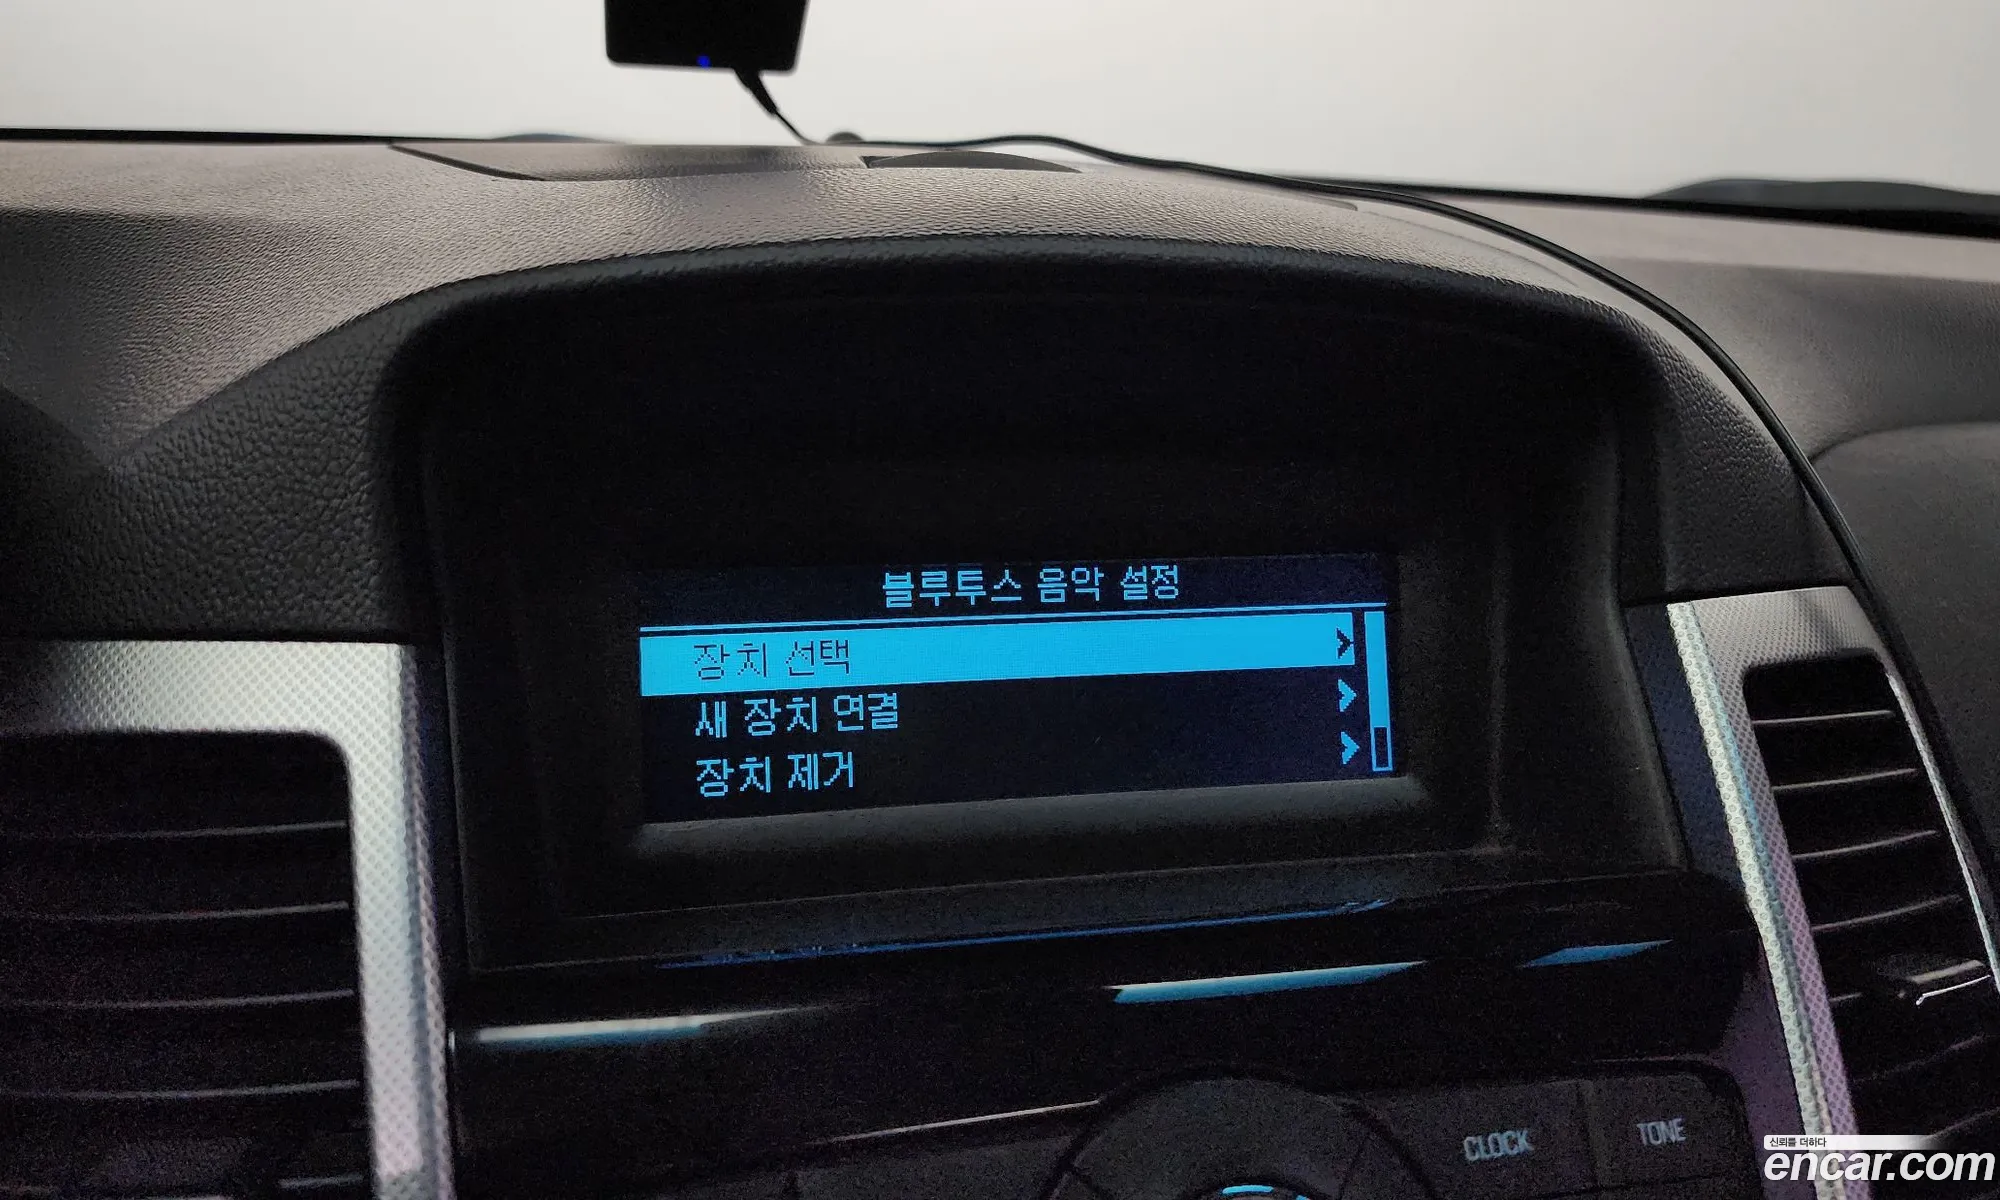 블루투스 음악 설정
장치 선택
새 장치 연결
장치 제거
CLOCK
TONE
신뢰를 더하다
encar.com